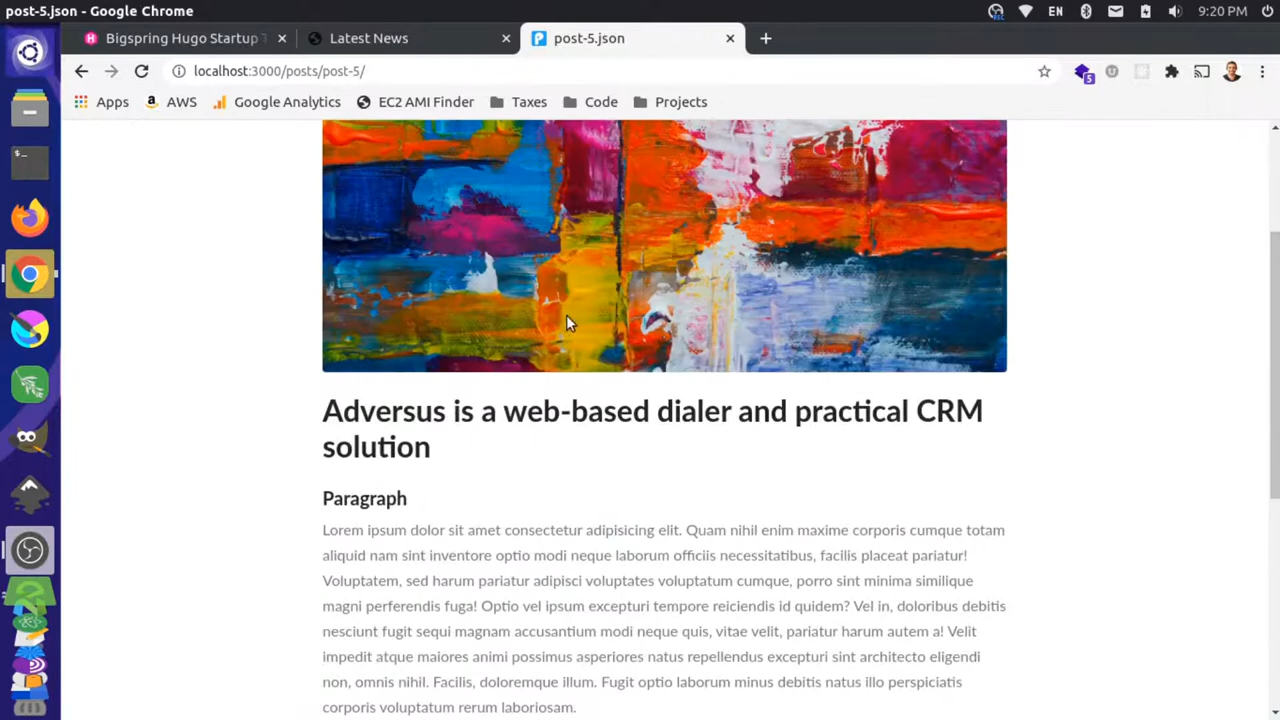 post-5.json - Google Chrome
REC
EN
9:20 PM
Bigspring Hugo Startup T
Latest News
post-5.json
localhost:3000/posts/post-5/
5
Apps
AWS
Google Analytics
EC2 AMI Finder
Taxes
Code
Projects
Adversus is a web-based dialer and practical CRM
solution
Paragraph
Lorem ipsum dolor sit amet consectetur adipisicing elit. Quam nihil enim maxime corporis cumque totam
aliquid nam sint inventore optio modi neque laborum officiis necessitatibus, facilis placeat pariatur!
Voluptatem, sed harum pariatur adipisci voluptates voluptatum cumque, porro sint minima similique
magni perferendis fuga! Optio vel ipsum excepturi tempore reiciendis id quidem? Vel in, doloribus debitis
nesciunt fugit sequi magnam accusantium modi neque quis, vitae velit, pariatur harum autem a! Velit
impedit atque maiores animi possimus asperiores natus repellendus excepturi sint architecto eligendi
non, omnis nihil. Facilis, doloremque illum. Fugit optio laborum minus debitis natus illo perspiciatis
corporis voluptatum rerum laboriosam.